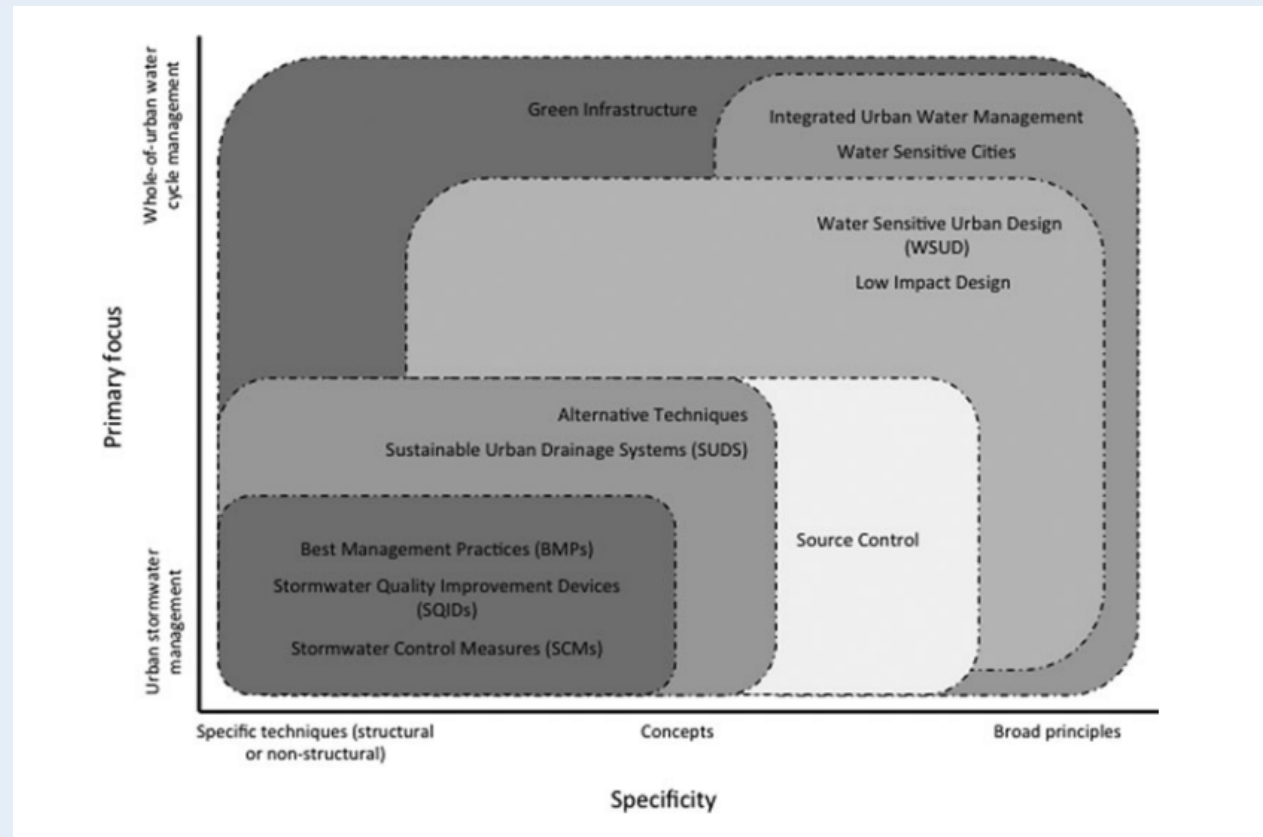 Whole-of-urban water
cycle management
Primary focus
Urban stormwater
management
Green Infrastructure
Integrated Urban Water Management
Water Sensitive Cities
Water Sensitive Urban Design
(WSUD)
Low Impact Design
Alternative Techniques
Sustainable Urban Drainage Systems (SUDS)
Source Control
Best Management Practices (BMPs)
Stormwater Quality Improvement Devices
(SQIDs)
Stormwater Control Measures (SCMs)
Specific techniques (structural
or non-structural)
Concepts
Broad principles
Specificity